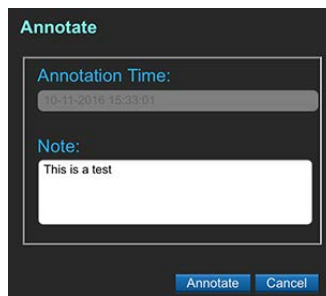 Annotate
Annotation Time:
10-11-2016 15:33:01
Note:
This is a test
Annotate Cancel